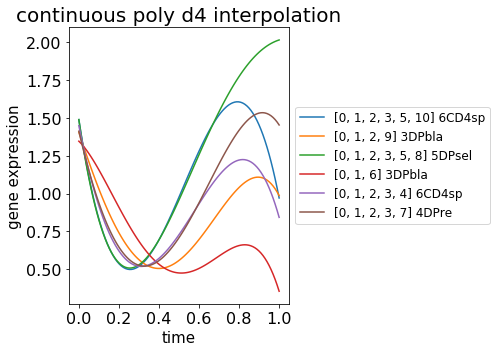 continuous poly d4 interpolation
gene expression
2.00
1.75
1.50
1.25
1.00
0.75
0.50
0.0 0.2 0.4 0.6 0.8 1.0
time
[0, 1, 2, 3, 5, 10] 6CD4sp
[0, 1, 2, 9] 3DPbla
[0, 1, 2, 3, 5, 8] 5DPsel
[0, 1, 6] 3DPbla
[0, 1, 2, 3, 4] 6CD4sp
[0, 1, 2, 3, 7] 4DPre